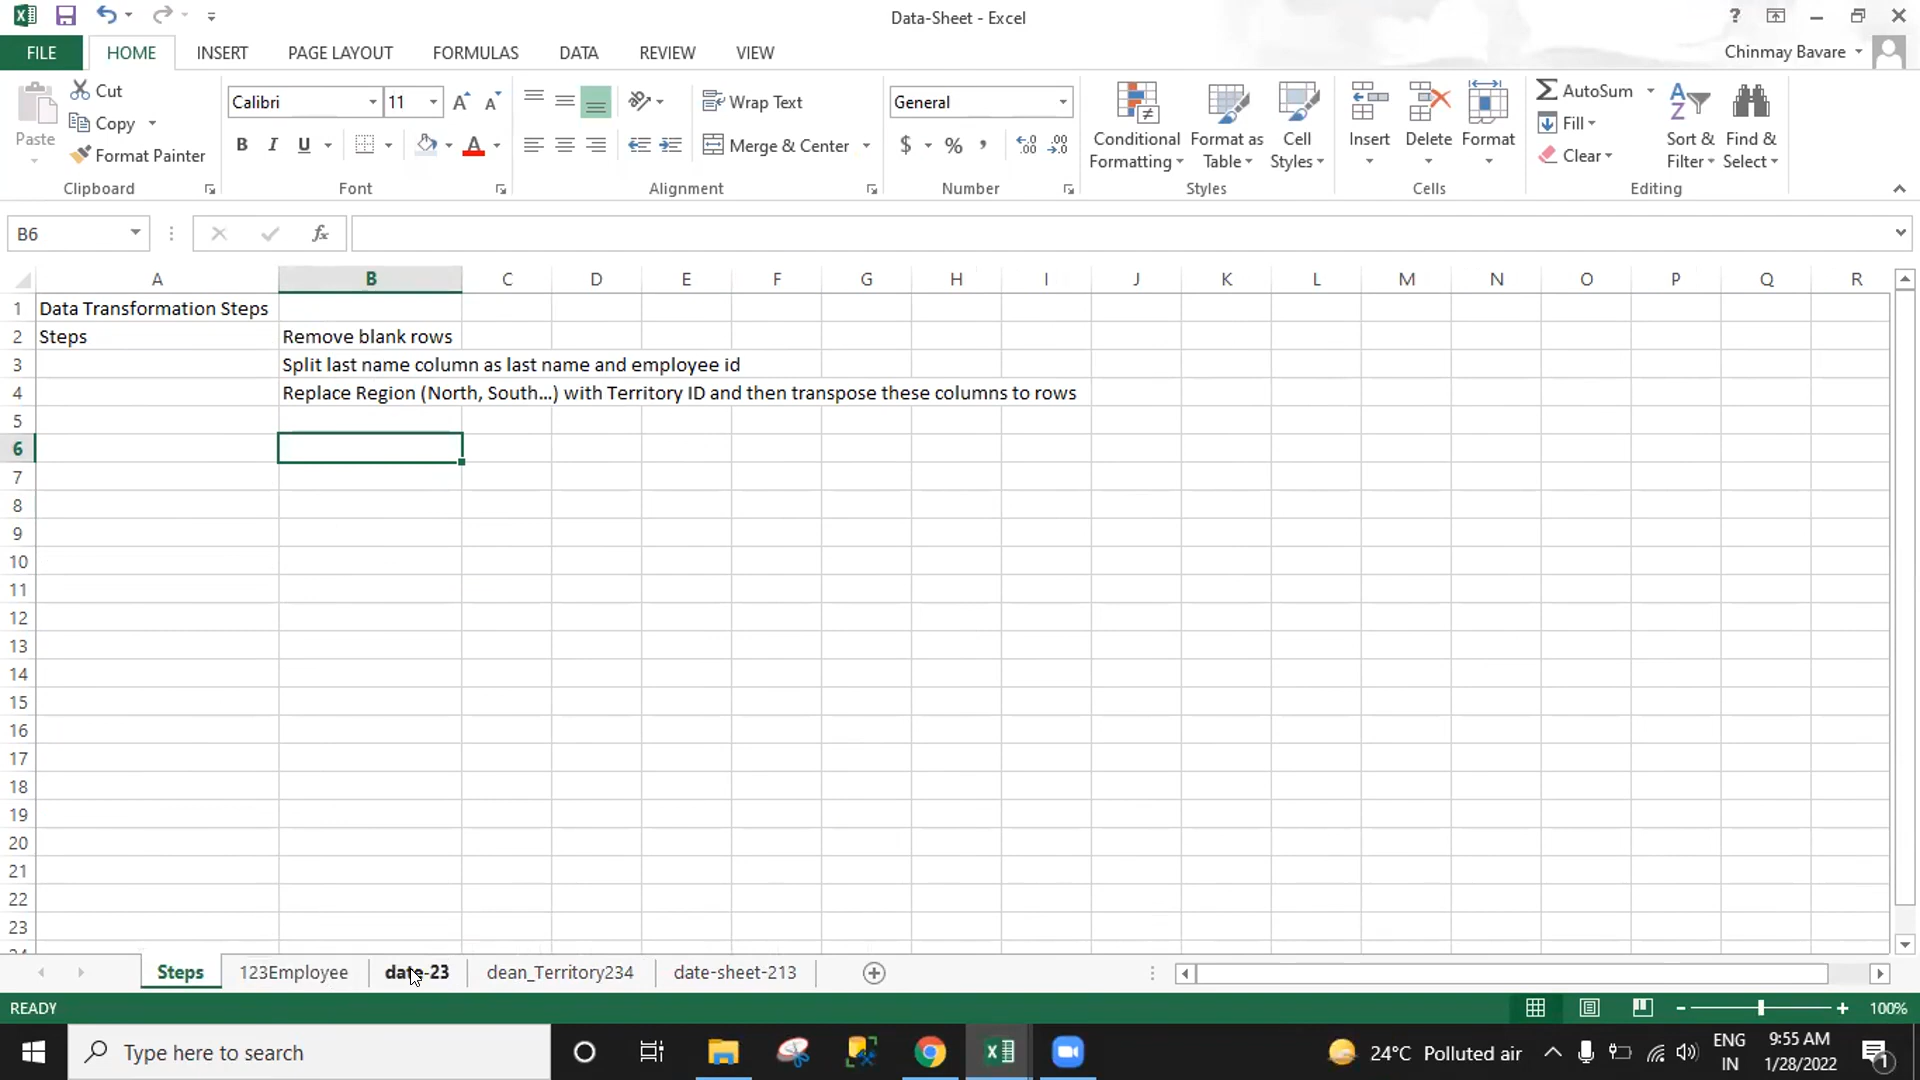 Data-Sheet - Excel
?
FILE HOME INSERT PAGE LAYOUT FORMULAS DATA REVIEW VIEW
Chinmay Bavare
Paste
Cut
Copy
Format Painter
Clipboard
Calibri 11
B I U
Font
Wrap Text
Merge & Center
Alignment
General
$ % ,
Number
Conditional Formatting
Format as Table
Cell Styles
Styles
Insert
Delete
Format
Cells
AutoSum
Fill
Clear
Sort & Filter
Find & Select
Editing
B6
fx
A B C D E F G H I J K L M N O P Q R
1 Data Transformation Steps
2 Steps Remove blank rows
3 Split last name column as last name and employee id
4 Replace Region (North, South...) with Territory ID and then transpose these columns to rows
5
6
7
8
9
10
11
12
13
14
15
16
17
18
19
20
21
22
23
Steps 123Employee date-23 dean_Territory234 date-sheet-213
READY
100%
Type here to search
24°C Polluted air
ENG
IN
9:55 AM
1/28/2022
1